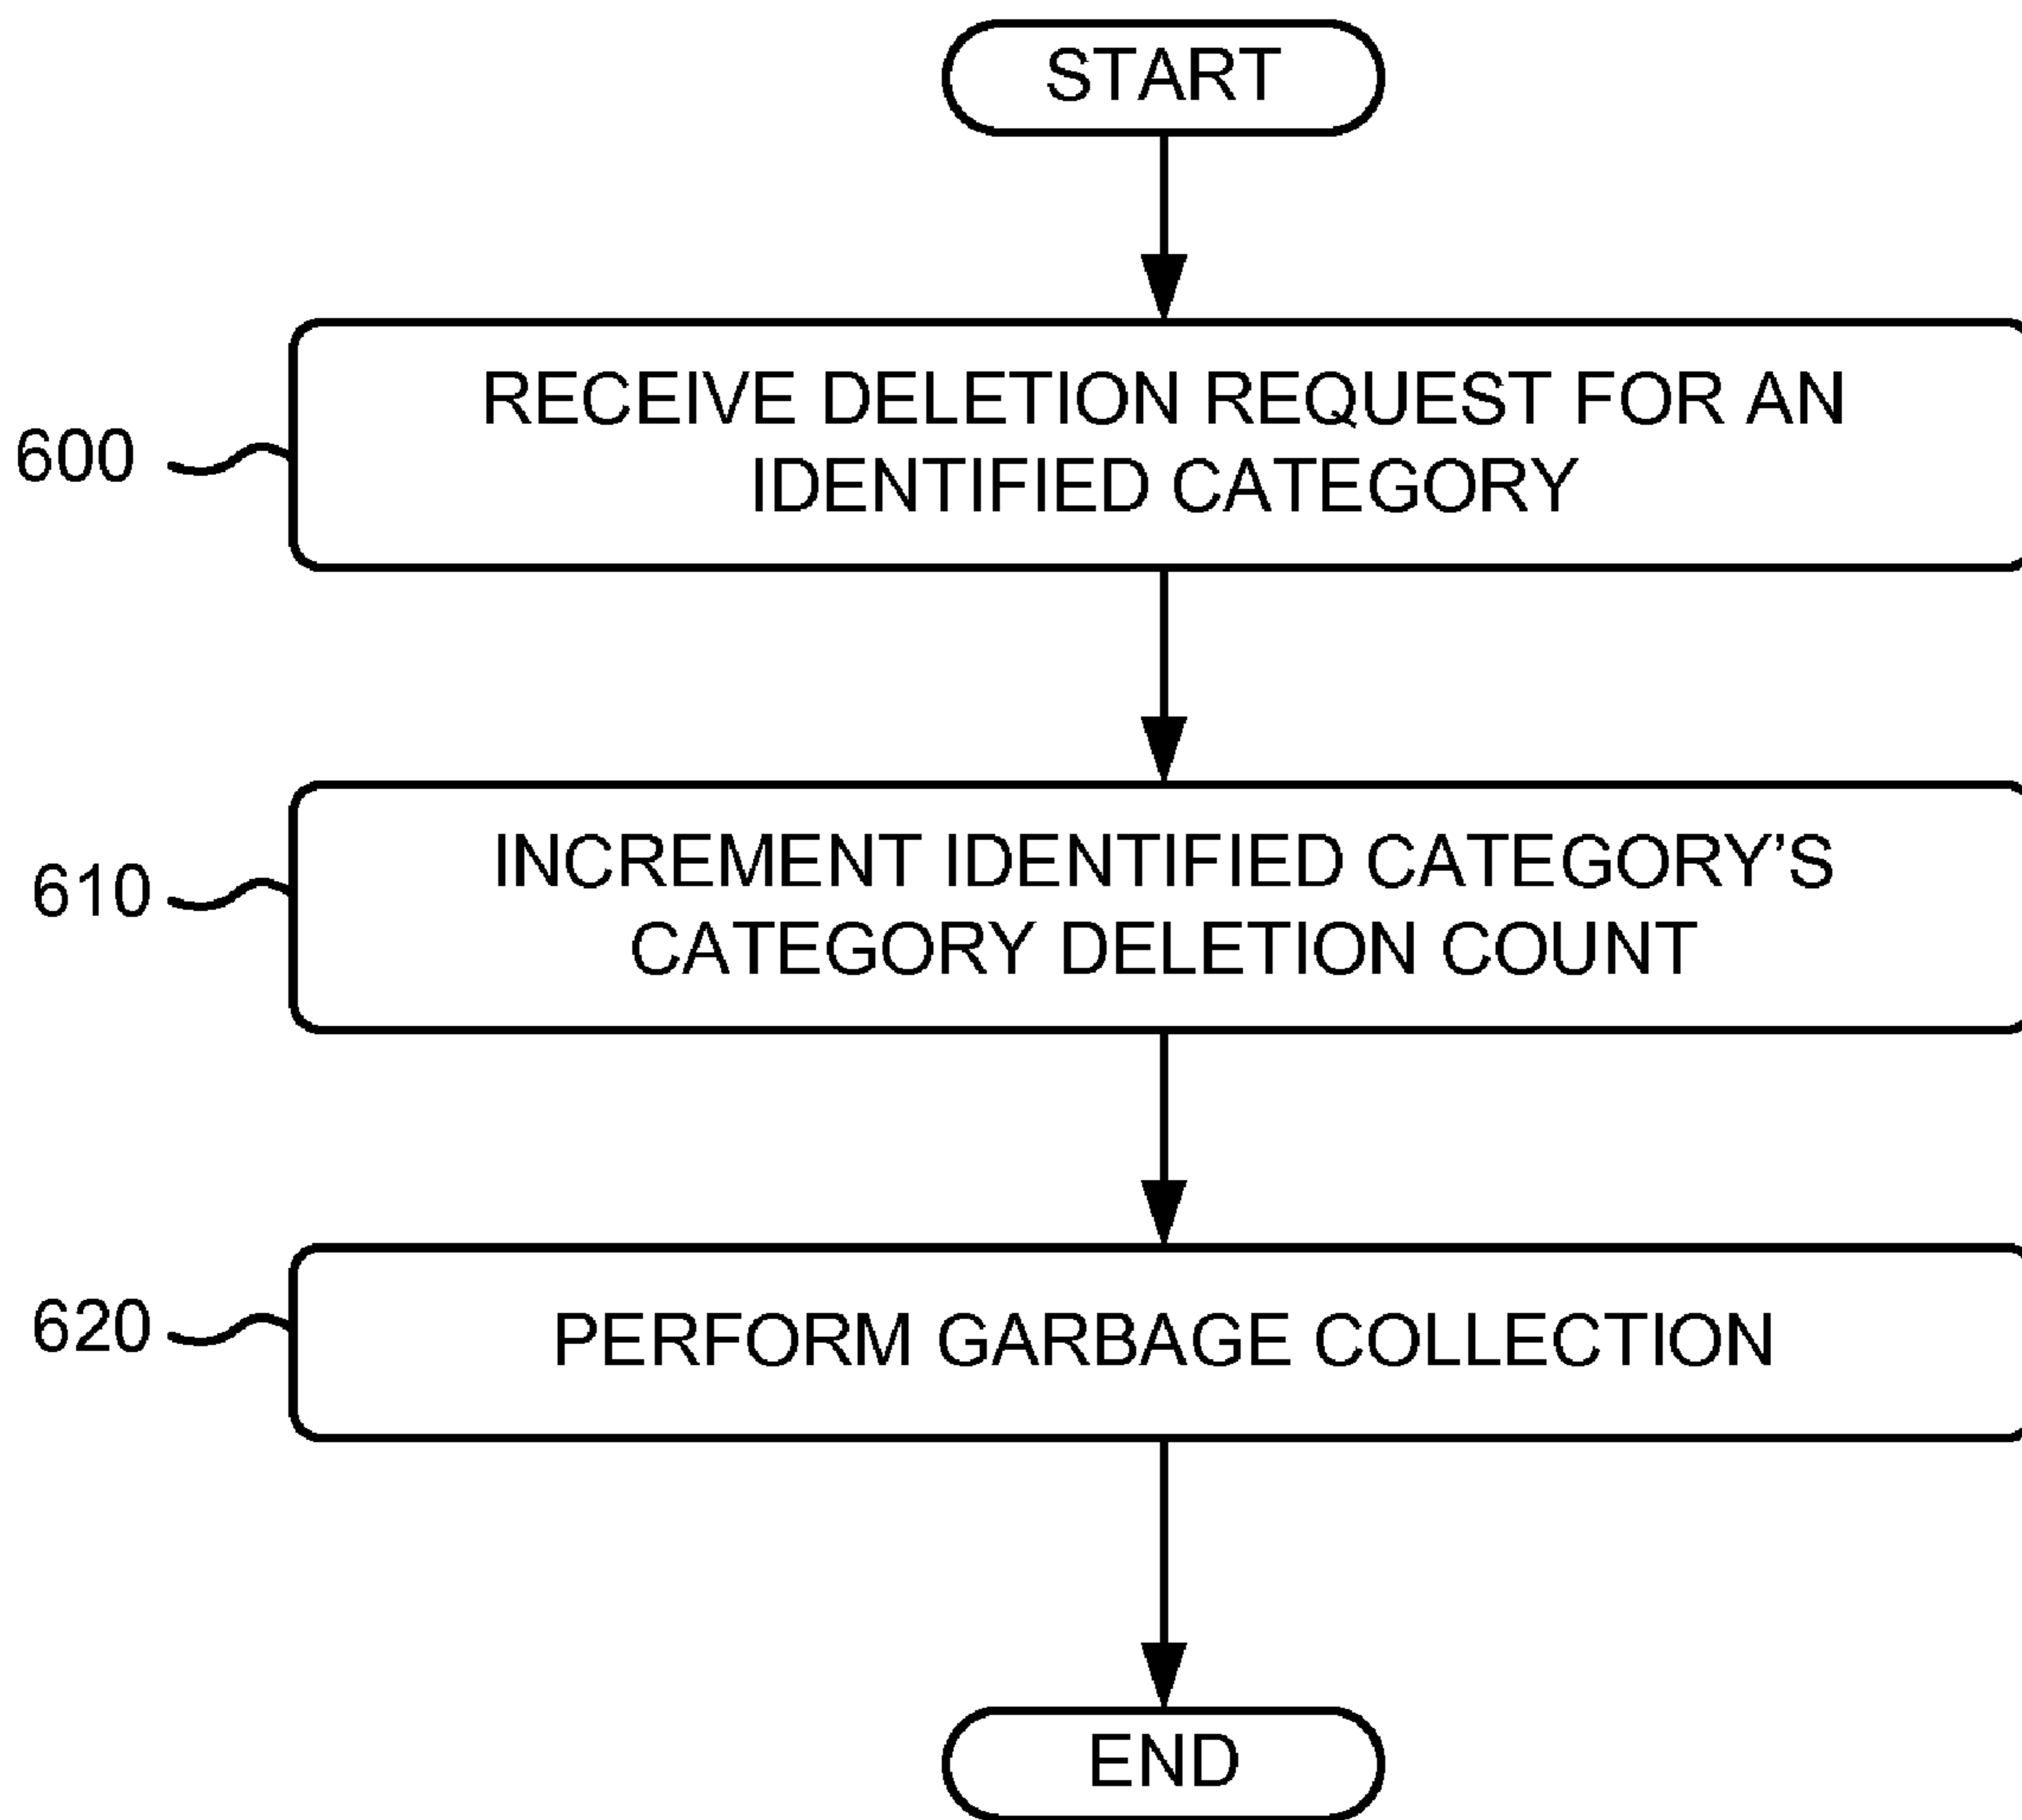 START
RECEIVE DELETION REQUEST FOR AN
IDENTIFIED CATEGORY
600
INCREMENT IDENTIFIED CATEGORY’S
CATEGORY DELETION COUNT
610
PERFORM GARBAGE COLLECTION
620
END